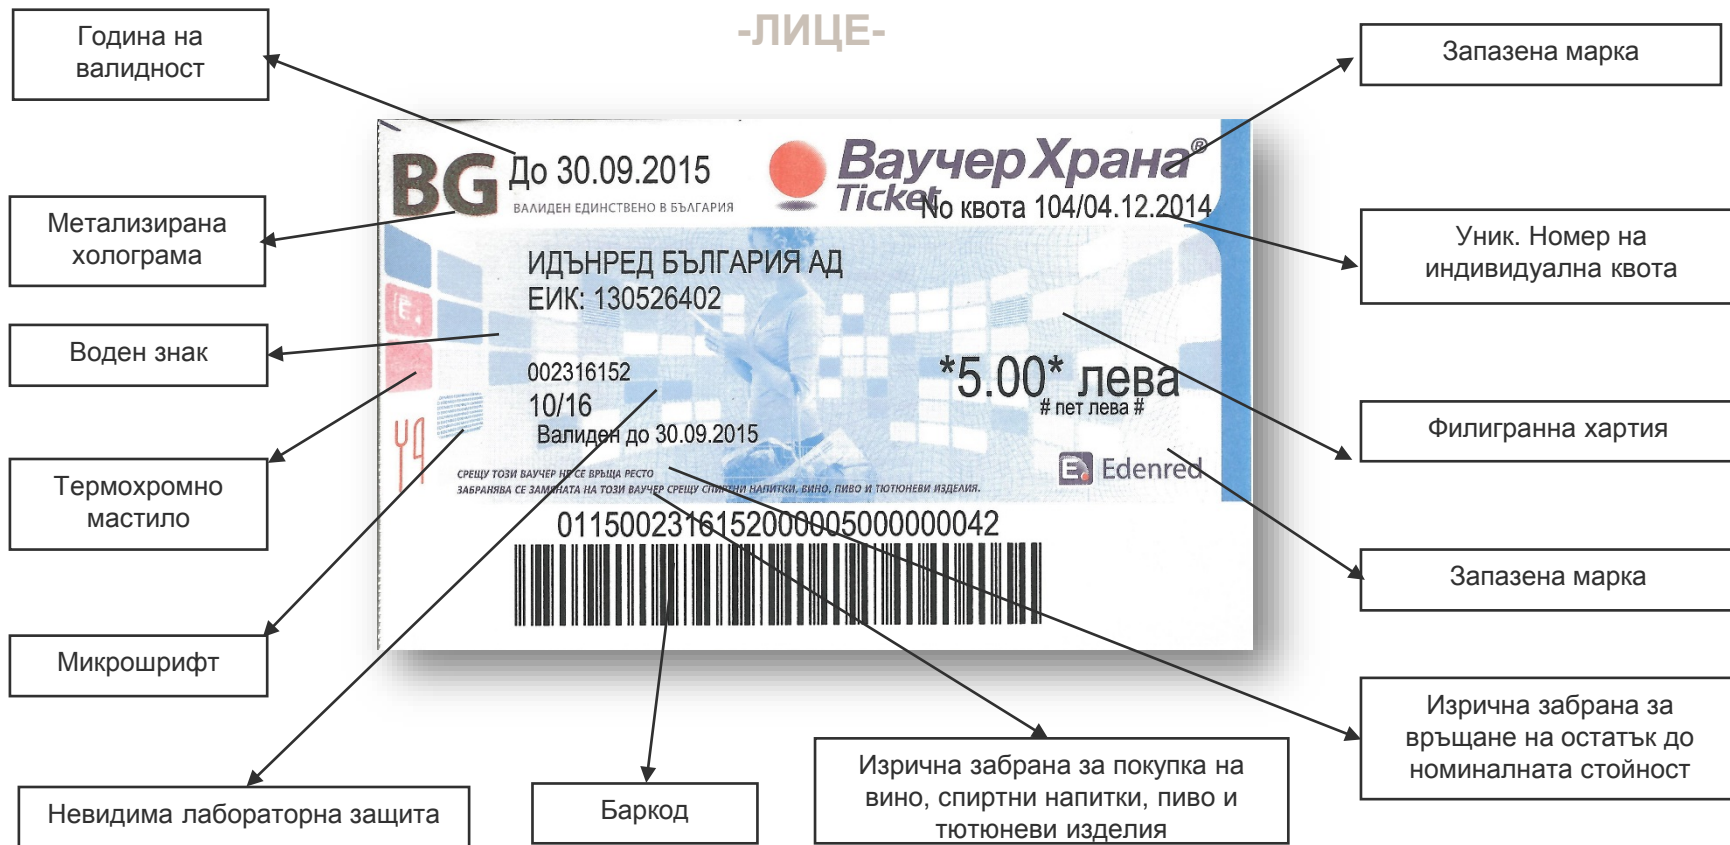 -ЛИЦЕ-
Година на
валидност
Запазена марка
BG
До 30.09.2015
ВАЛИДЕН ЕДИНСТВЕНО В БЪЛГАРИЯ
Ваучер Храна®
Ticket
No квота 104/04.12.2014
Метализирана
холограма
Уник. Номер на
индивидуална квота
ИДЪНРЕД БЪЛГАРИЯ АД
ЕИК: 130526402
E
Воден знак
002316152
10/16
Валиден до 30.09.2015
*5.00* лева
# пет лева #
Филигранна хартия
Термохромно
мастило
СРЕЩУ ТОЗИ ВАУЧЕР НЕ СЕ ВРЪЩА РЕСТО
ЗАБРАНЯВА СЕ ЗАМЯНАТА НА ТОЗИ ВАУЧЕР СРЕЩУ СПИРТНИ НАПИТКИ, ВИНО, ПИВО И ТЮТЮНЕВИ ИЗДЕЛИЯ.
E Edenred
01150023161520000050000000042
Запазена марка
Микрошрифт
Изрична забрана за
връщане на остатък до
номиналната стойност
Невидима лабораторна защита
Баркод
Изрична забрана за покупка на
вино, спиртни напитки, пиво и
тютюневи изделия